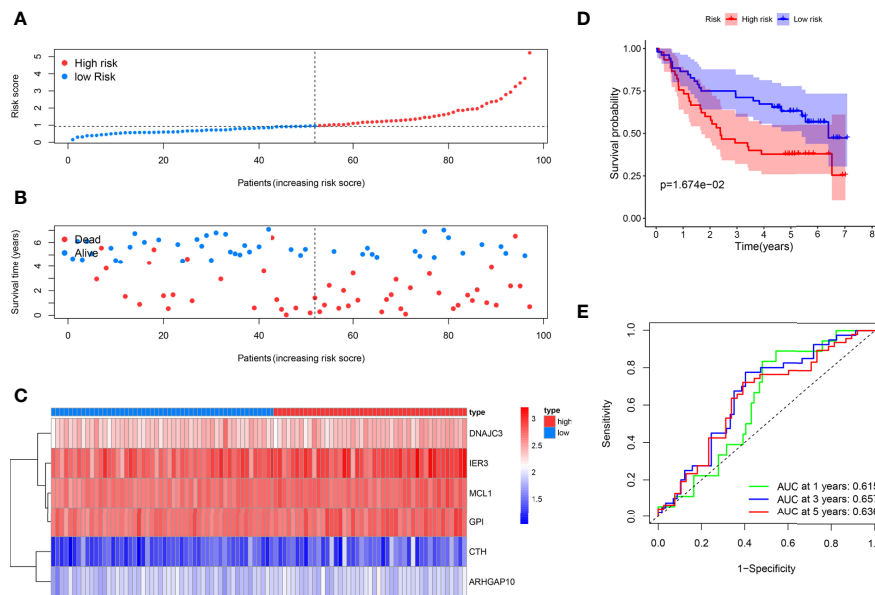 A
High risk
low Risk
Risk score
5
4
3
2
1
0
0 20 40 60 80 100
Patients (increasing risk socre)
B
Dead
Alive
Survival time (years)
6
4
2
0
0 20 40 60 80 100
Patients (increasing risk socre)
C
type
DNAJC3
IER3
MCL1
GPI
CTH
ARHGAP10
3
2.5
2
1.5
type
high
low
D
Risk High risk Low risk
Survival probability
1.00
0.75
0.50
0.25
0.00
p=1.674e−02
0 1 2 3 4 5 6 7 8
Time(years)
E
Sensitivity
1.0
0.8
0.6
0.4
0.2
0.0
AUC at 1 years: 0.615
AUC at 3 years: 0.657
AUC at 5 years: 0.636
0.0 0.2 0.4 0.6 0.8 1.0
1−Specificity